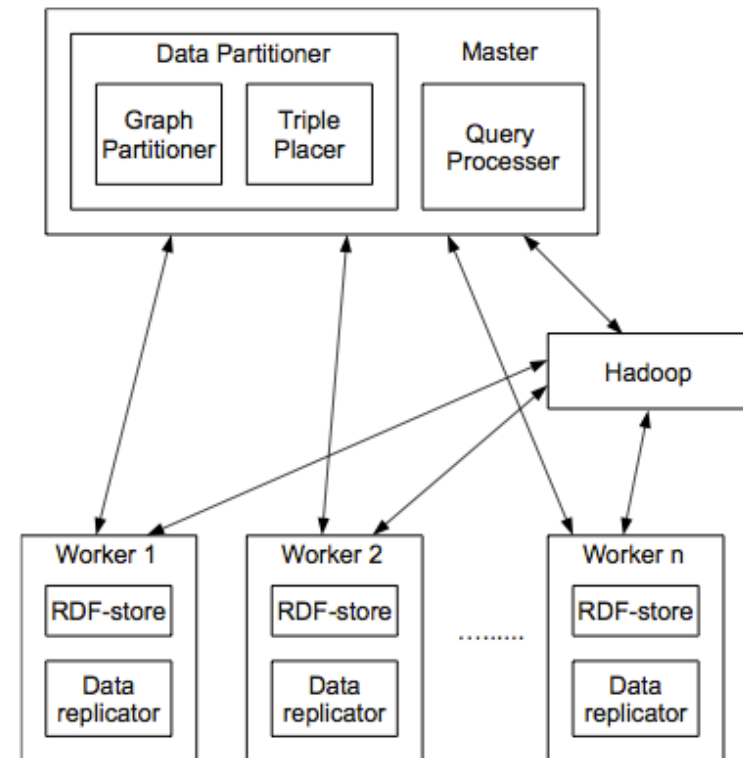 Data Partitioner
Master
Graph
Partitioner
Triple
Placer
Query
Processer
Hadoop
Worker 1
RDF-store
Data
replicator
Worker 2
RDF-store
Data
replicator
.........
Worker n
RDF-store
Data
replicator